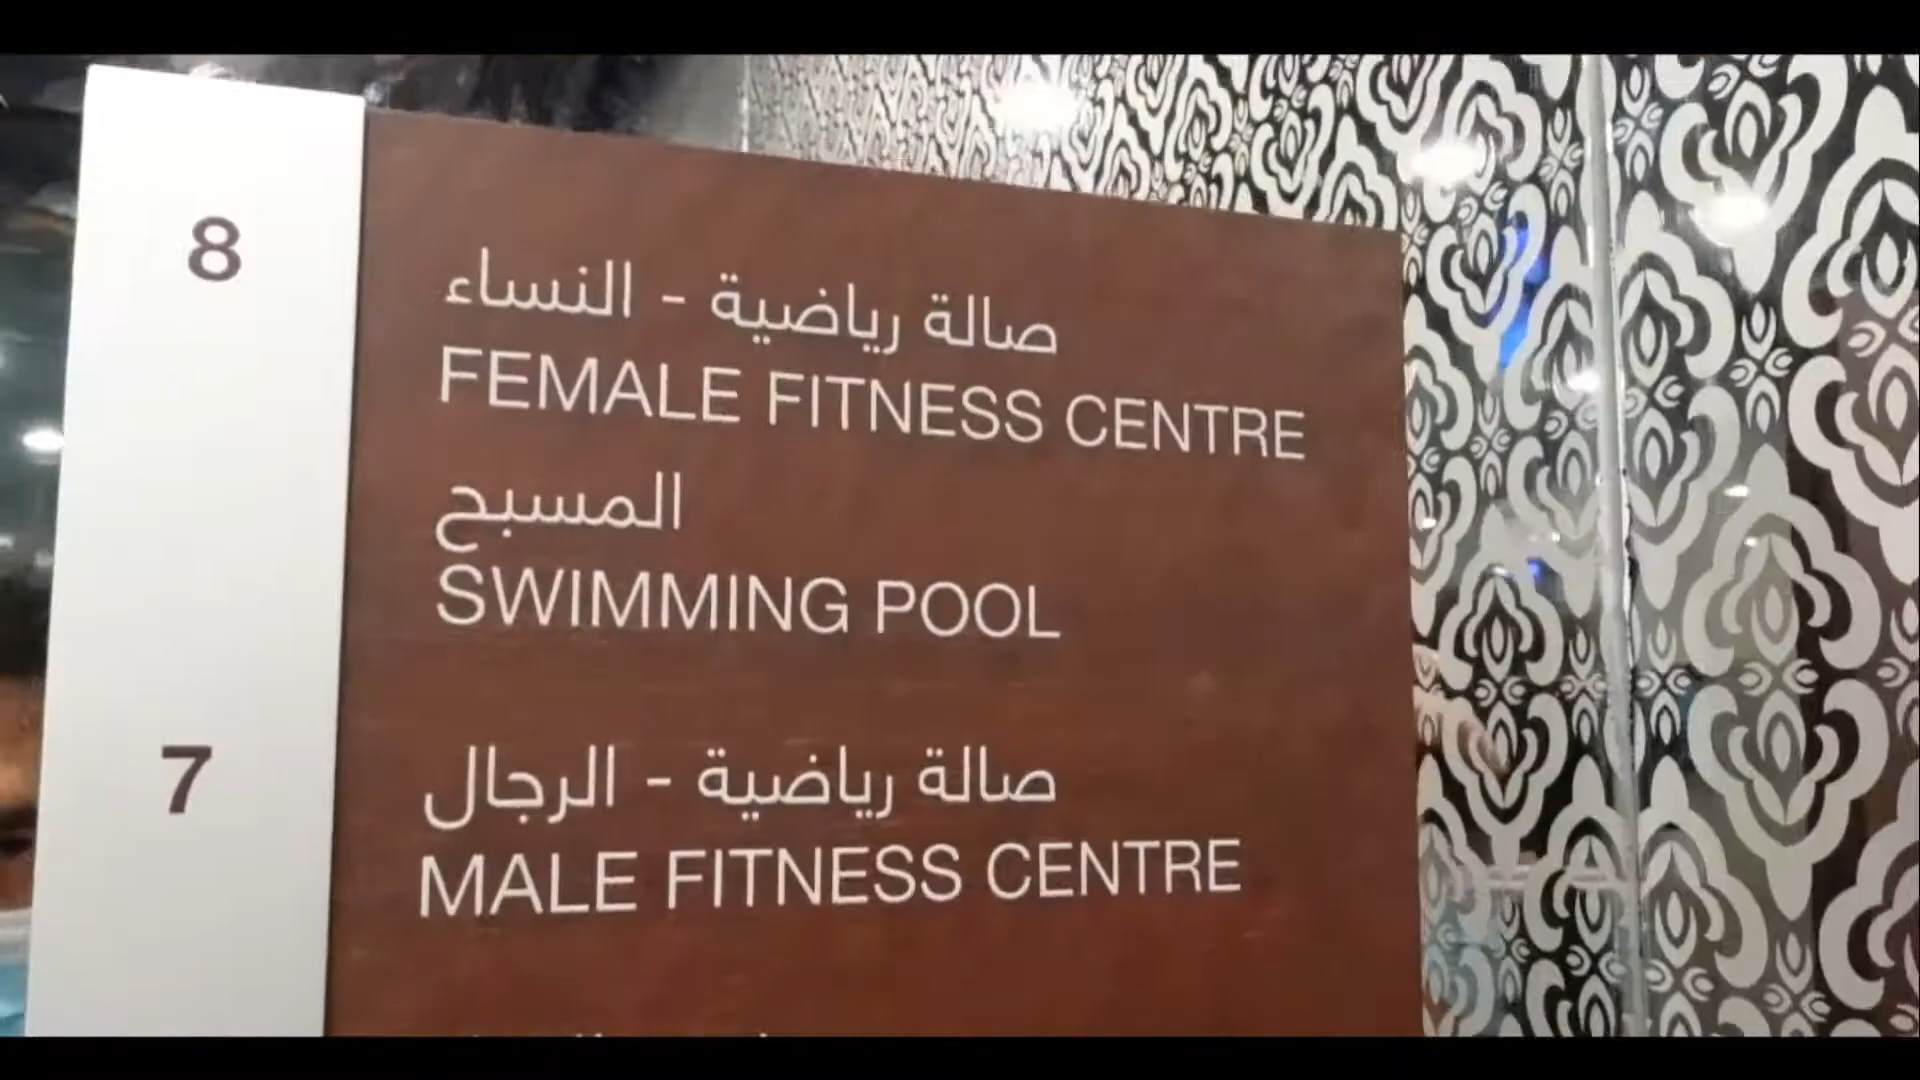 8
صالة رياضية - النساء
FEMALE FITNESS CENTRE
المسبح
SWIMMING POOL
7
صالة رياضية - الرجال
MALE FITNESS CENTRE